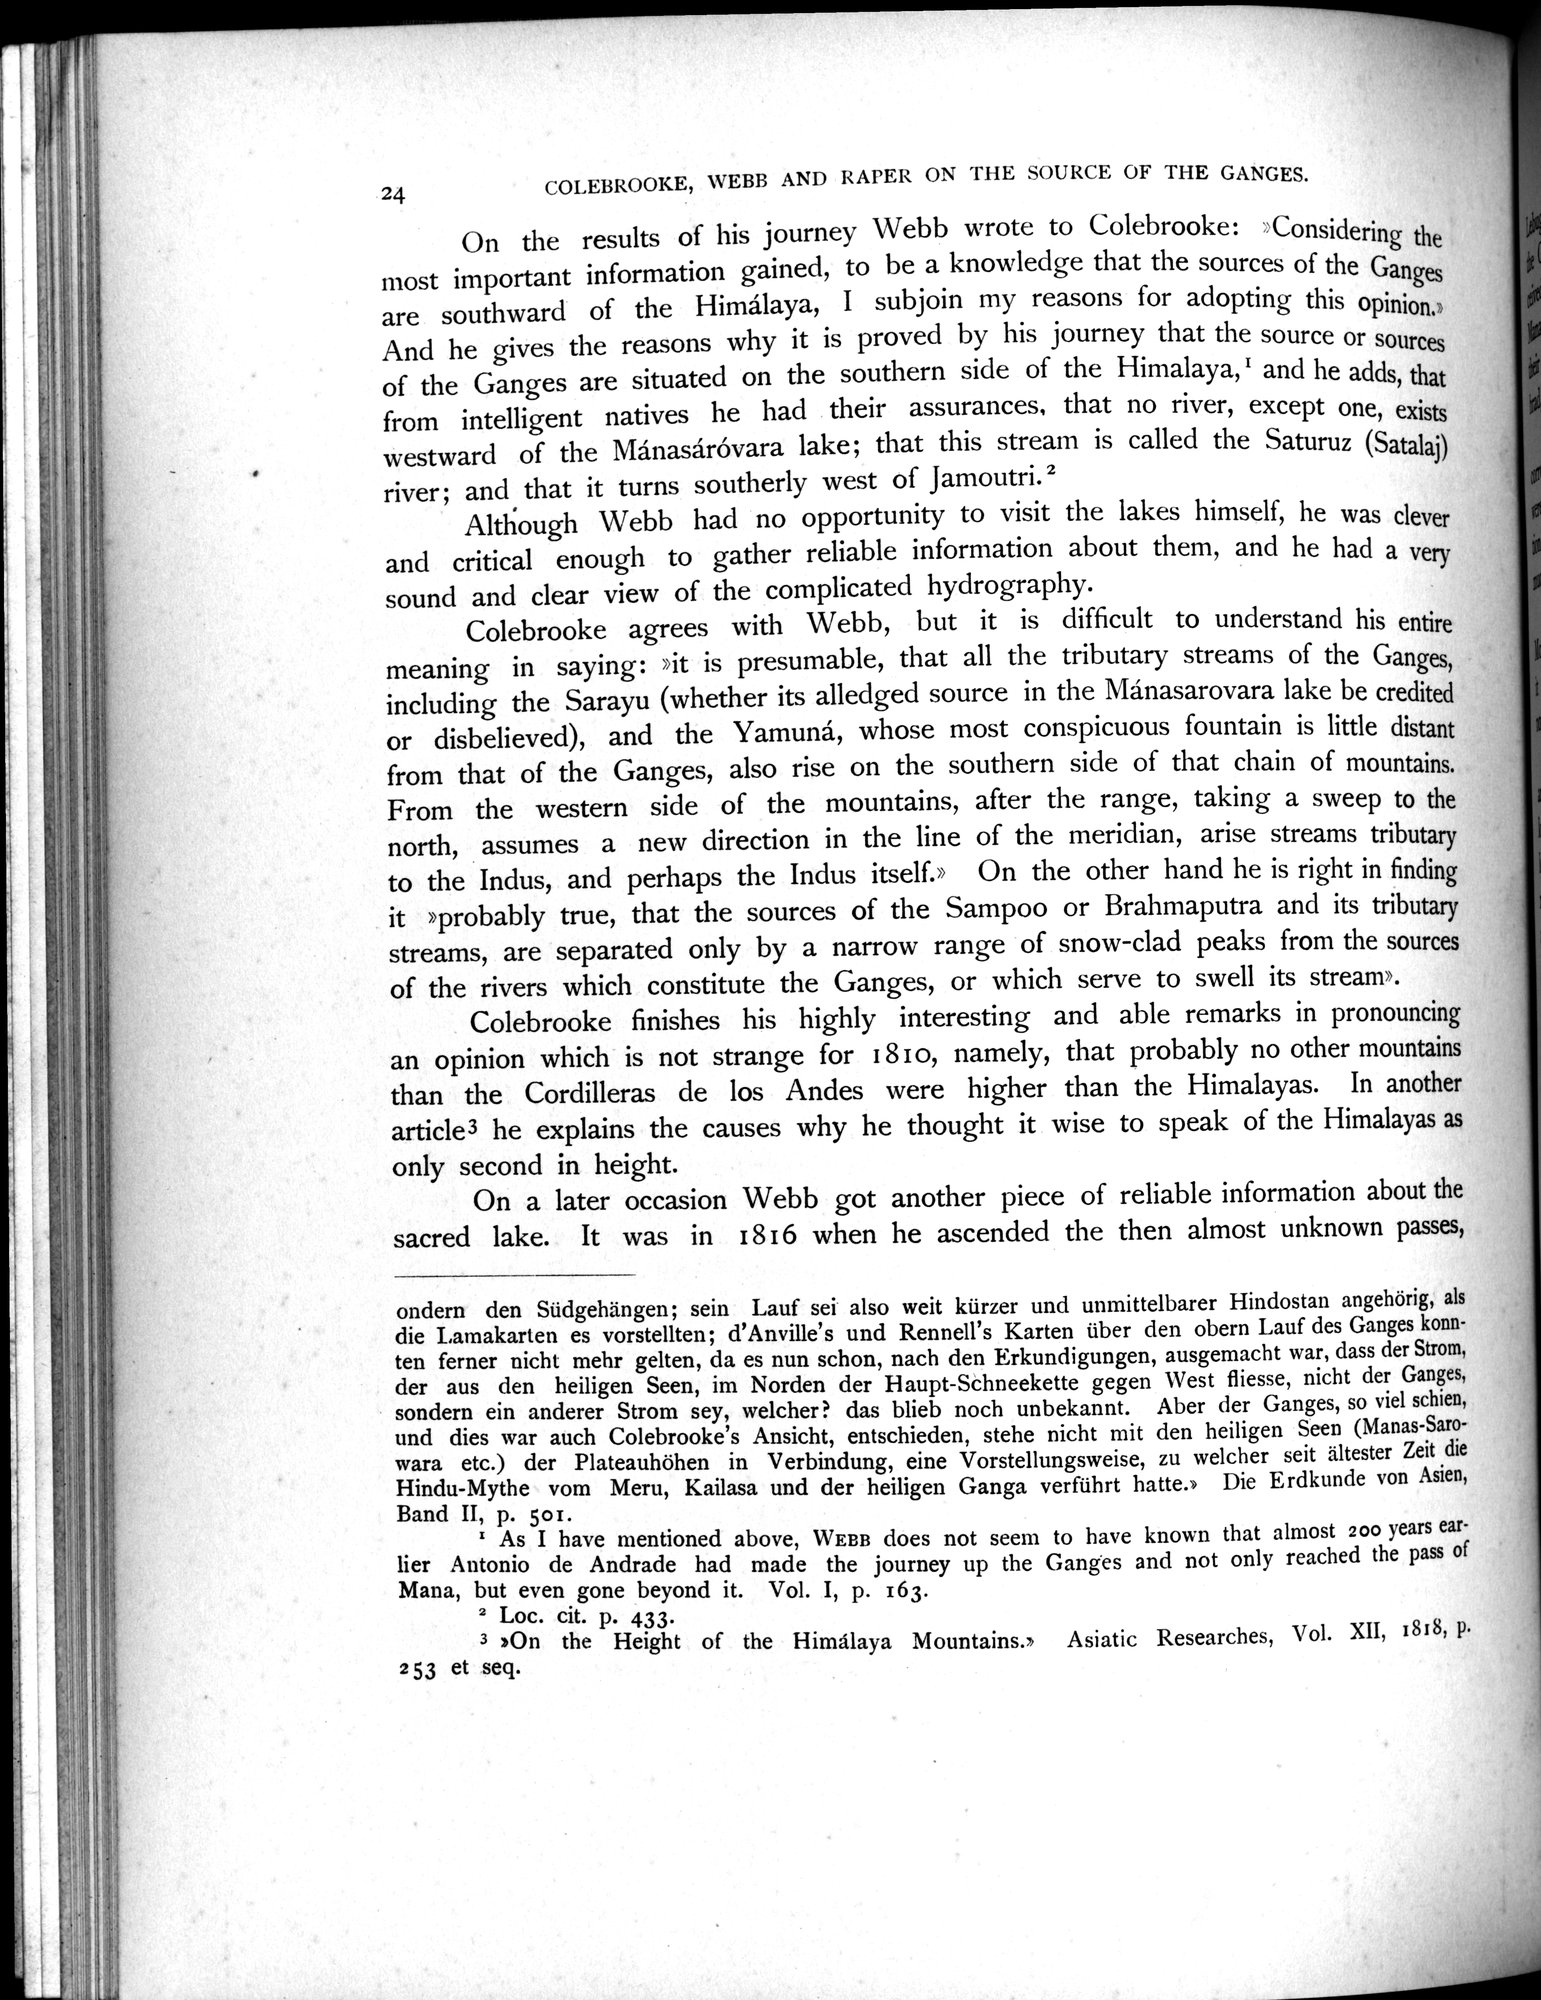 24 COLEBROOKE, WEBB AND RAPER ON THE SOURCE OF THE GANGES.
On the results of his journey Webb wrote to Colebrooke: »Considering the
most important information gained, to be a knowledge that the sources of the Ganges
are southward of the Himálaya, I subjoin my reasons for adopting this opinion.»
And he gives the reasons why it is proved by his journey that the source or sources
of the Ganges are situated on the southern side of the Himalaya,¹ and he adds, that
from intelligent natives he had their assurances, that no river, except one, exists
westward of the Mánasáróvara lake; that this stream is called the Saturuz (Satalaj)
river; and that it turns southerly west of Jamoutri.²
Although Webb had no opportunity to visit the lakes himself, he was clever
and critical enough to gather reliable information about them, and he had a very
sound and clear view of the complicated hydrography.
Colebrooke agrees with Webb, but it is difficult to understand his entire
meaning in saying: »it is presumable, that all the tributary streams of the Ganges,
including the Sarayu (whether its alledged source in the Mánasarovara lake be credited
or disbelieved), and the Yamuná, whose most conspicuous fountain is little distant
from that of the Ganges, also rise on the southern side of that chain of mountains.
From the western side of the mountains, after the range, taking a sweep to the
north, assumes a new direction in the line of the meridian, arise streams tributary
to the Indus, and perhaps the Indus itself.» On the other hand he is right in finding
it »probably true, that the sources of the Sampoo or Brahmaputra and its tributary
streams, are separated only by a narrow range of snow-clad peaks from the sources
of the rivers which constitute the Ganges, or which serve to swell its stream».
Colebrooke finishes his highly interesting and able remarks in pronouncing
an opinion which is not strange for 1810, namely, that probably no other mountains
than the Cordilleras de los Andes were higher than the Himalayas. In another
article³ he explains the causes why he thought it wise to speak of the Himalayas as
only second in height.
On a later occasion Webb got another piece of reliable information about the
sacred lake. It was in 1816 when he ascended the then almost unknown passes,
ondern den Südgehängen; sein Lauf sei also weit kürzer und unmittelbarer Hindostan angehörig, als
die Lamakarten es vorstellten; d'Anville's und Rennell's Karten über den obern Lauf des Ganges konn-
ten ferner nicht mehr gelten, da es nun schon, nach den Erkundigungen, ausgemacht war, dass der Strom,
der aus den heiligen Seen, im Norden der Haupt-Schneekette gegen West fliesse, nicht der Ganges,
sondern ein anderer Strom sey, welcher? das blieb noch unbekannt. Aber der Ganges, so viel schien,
und dies war auch Colebrooke's Ansicht, entschieden, stehe nicht mit den heiligen Seen (Manas-Saro-
wara etc.) der Plateauhöhen in Verbindung, eine Vorstellungsweise, zu welcher seit ältester Zeit die
Hindu-Mythe vom Meru, Kailasa und der heiligen Ganga verführt hatte.» Die Erdkunde von Asien,
Band II, p. 501.
¹ As I have mentioned above, WEBB does not seem to have known that almost 200 years ear-
lier Antonio de Andrade had made the journey up the Ganges and not only reached the pass of
Mana, but even gone beyond it. Vol. I, p. 163.
² Loc. cit. p. 433.
³ »On the Height of the Himálaya Mountains.» Asiatic Researches, Vol. XII, 1818, p.
253 et seq.